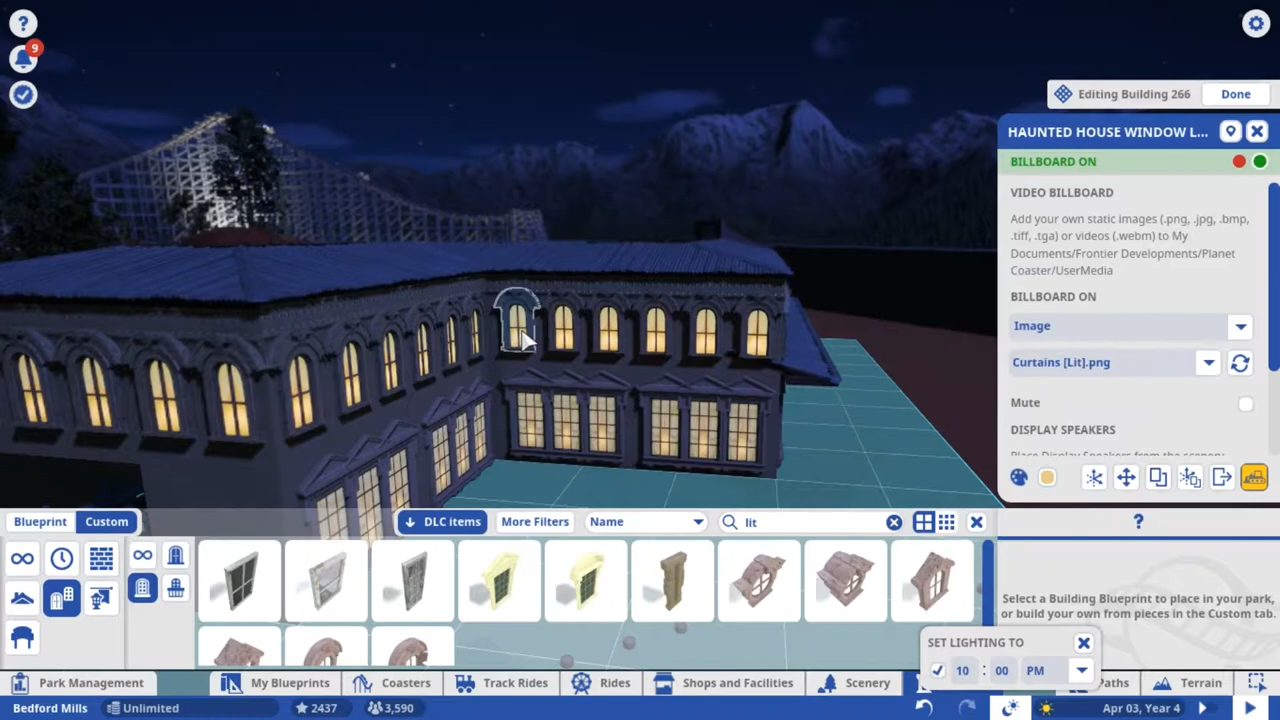 ?
9
Editing Building 266
Done
HAUNTED HOUSE WINDOW L...
BILLBOARD ON
VIDEO BILLBOARD
Add your own static images (.png, .jpg, .bmp,
.tiff, .tga) or videos (.webm) to My
Documents/Frontier Developments/Planet
Coaster/UserMedia
BILLBOARD ON
Image
Curtains [Lit].png
Mute
DISPLAY SPEAKERS
Blueprint
Custom
DLC items
More Filters
Name
lit
?
Select a Building Blueprint to place in your park,
or build your own from pieces in the Custom tab.
SET LIGHTING TO
10 : 00 PM
Park Management
My Blueprints
Coasters
Track Rides
Rides
Shops and Facilities
Scenery
Paths
Terrain
Bedford Mills
Unlimited
2437
3,590
Apr 03, Year 4